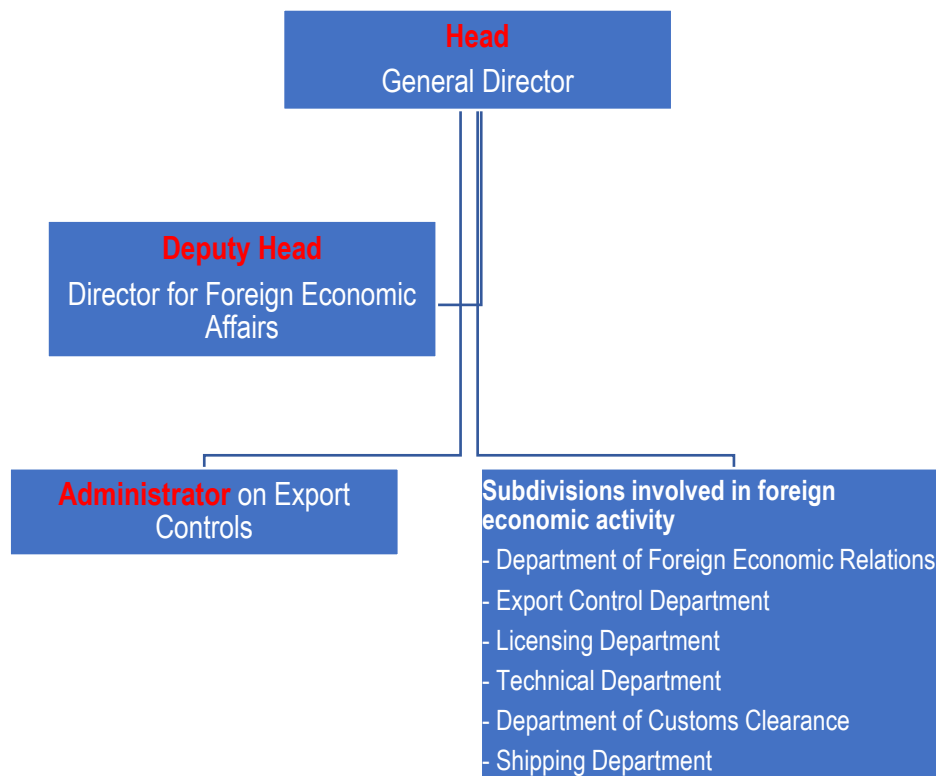 Head
General Director
Deputy Head
Director for Foreign Economic
Affairs
Administrator on Export
Controls
Subdivisions involved in foreign
economic activity
- Department of Foreign Economic Relations
- Export Control Department
- Licensing Department
- Technical Department
- Department of Customs Clearance
- Shipping Department